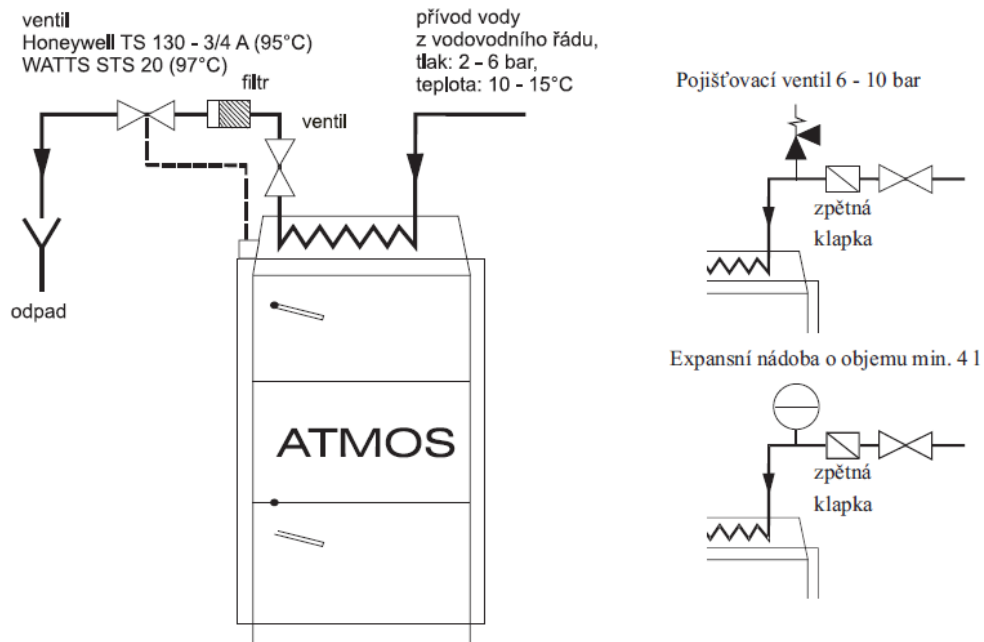 ventil
Honeywell TS 130 - 3/4 A (95°C)
WATTS STS 20 (97°C)
filtr
ventil
přívod vody
z vodovodního řádu,
tlak: 2 - 6 bar,
teplota: 10 - 15°C
odpad
ATMOS
Pojišťovací ventil 6 - 10 bar
zpětná
klapka
Expansní nádoba o objemu min. 4 l
zpětná
klapka